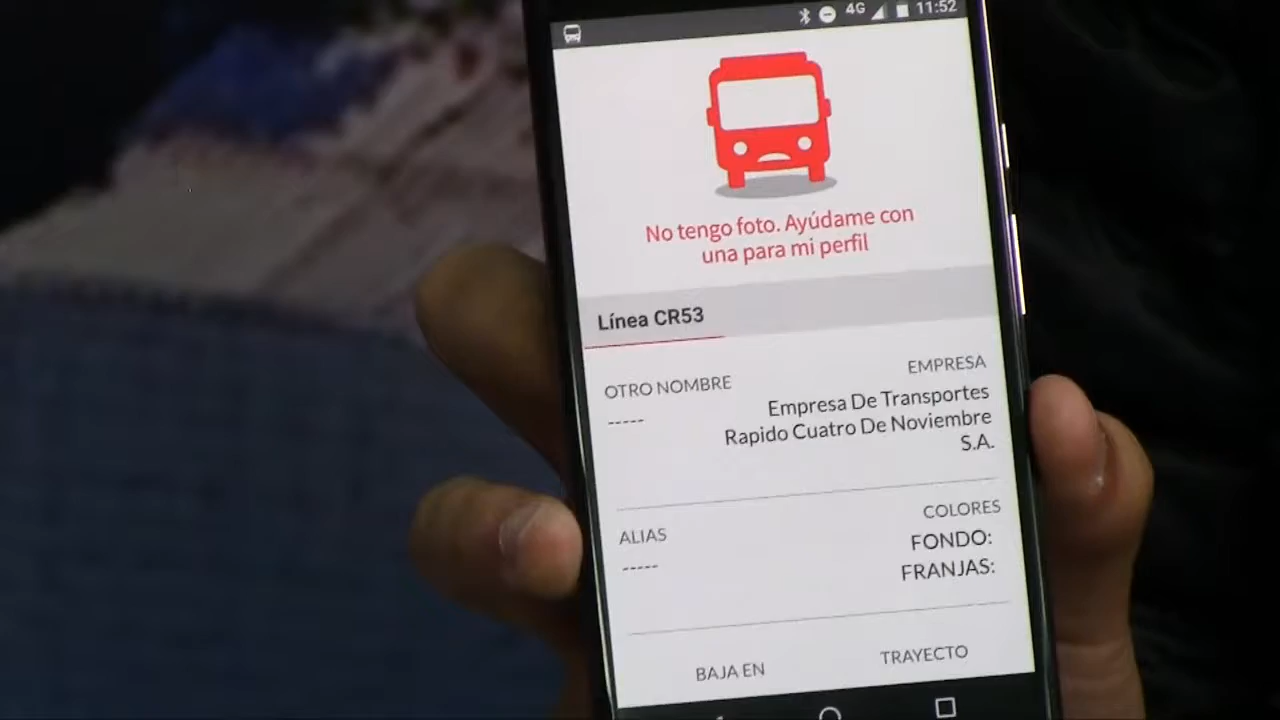 4G 11:52
No tengo foto. Ayúdame con
una para mi perfil
Línea CR53
OTRO NOMBRE
-----
EMPRESA
Empresa De Transportes
Rapido Cuatro De Noviembre
S.A.
ALIAS
-----
COLORES
FONDO:
FRANJAS:
BAJA EN
TRAYECTO